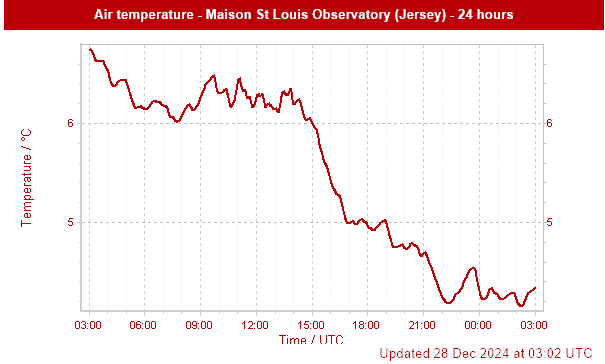 Air temperature - Maison St Louis Observatory (Jersey) - 24 hours
Temperature / °C
6
6
5
5
03:00 06:00 09:00 12:00 15:00 18:00 21:00 00:00 03:00
Time / UTC
Updated 28 Dec 2024 at 03:02 UTC